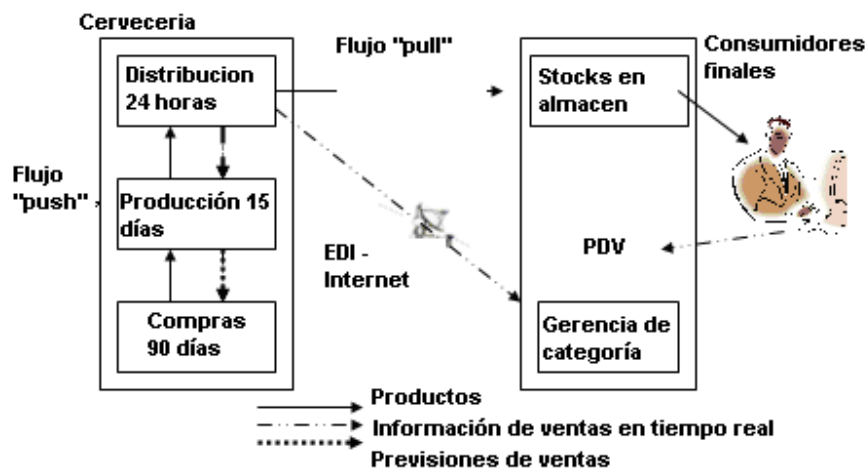 Cerveceria
Distribucion
24 horas
Flujo "pull"
Stocks en
almacen
Consumidores
finales
Flujo
"push"
Producción 15
días
EDI -
Internet
PDV
Compras
90 días
Gerencia de
categoría
Productos
Información de ventas en tiempo real
Previsiones de ventas